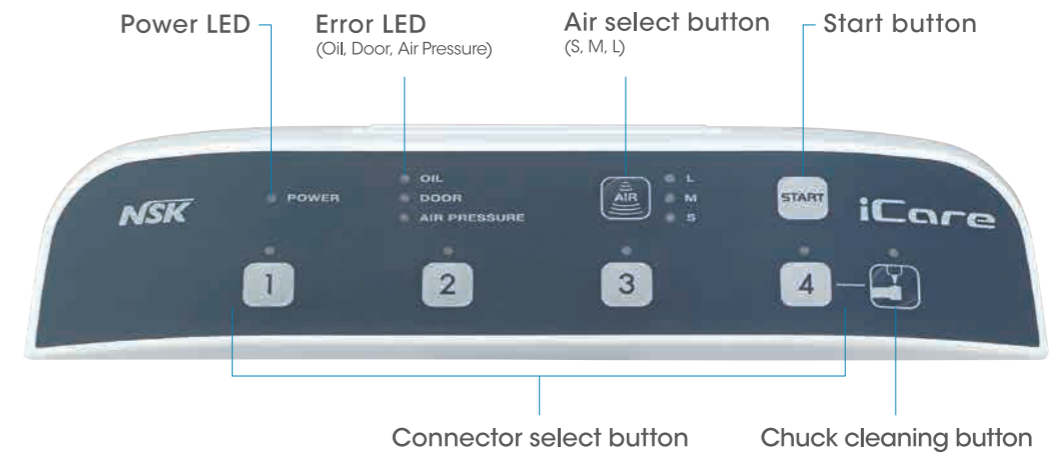 Power LED
Error LED
(Oil, Door, Air Pressure)
Air select button
(S, M, L)
Start button
NSK
POWER
OIL
DOOR
AIR PRESSURE
AIR
L
M
S
START
iCare
1
2
3
4
Connector select button
Chuck cleaning button